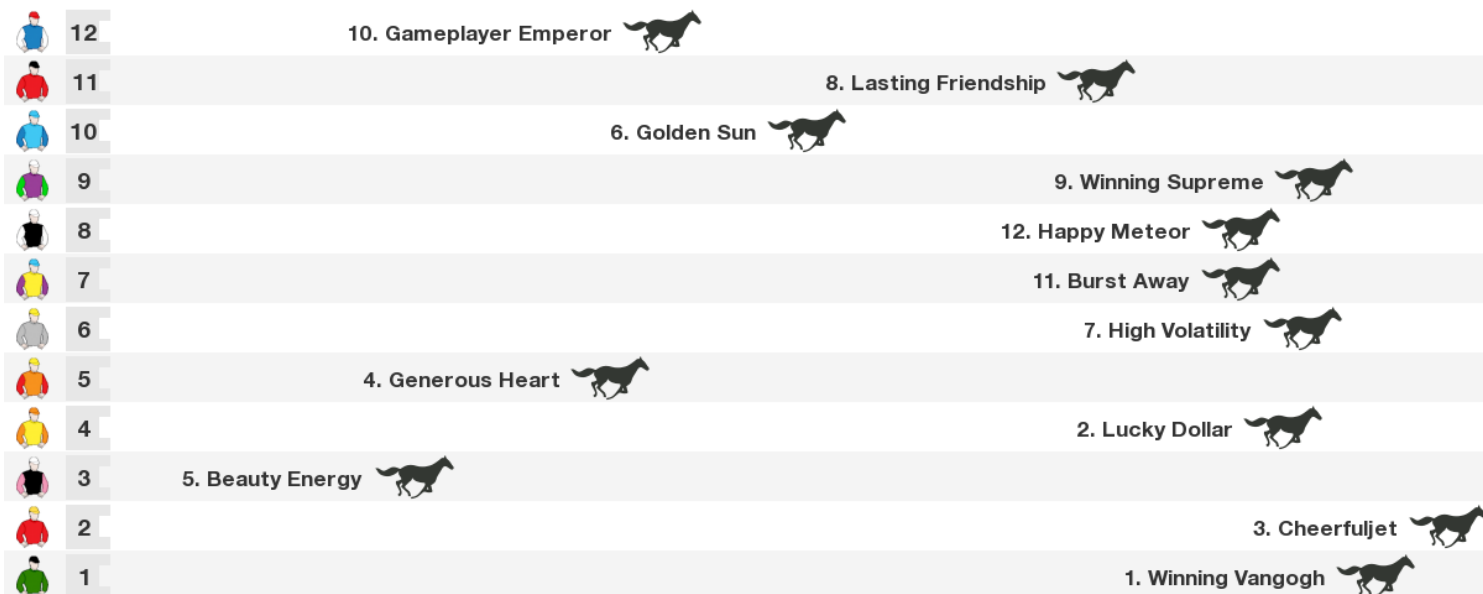 12 10. Gameplayer Emperor
11 8. Lasting Friendship
10 6. Golden Sun
9 9. Winning Supreme
8 12. Happy Meteor
7 11. Burst Away
6 7. High Volatility
5 4. Generous Heart
4 2. Lucky Dollar
3 5. Beauty Energy
2 3. Cheerfuljet
1 1. Winning Vangogh